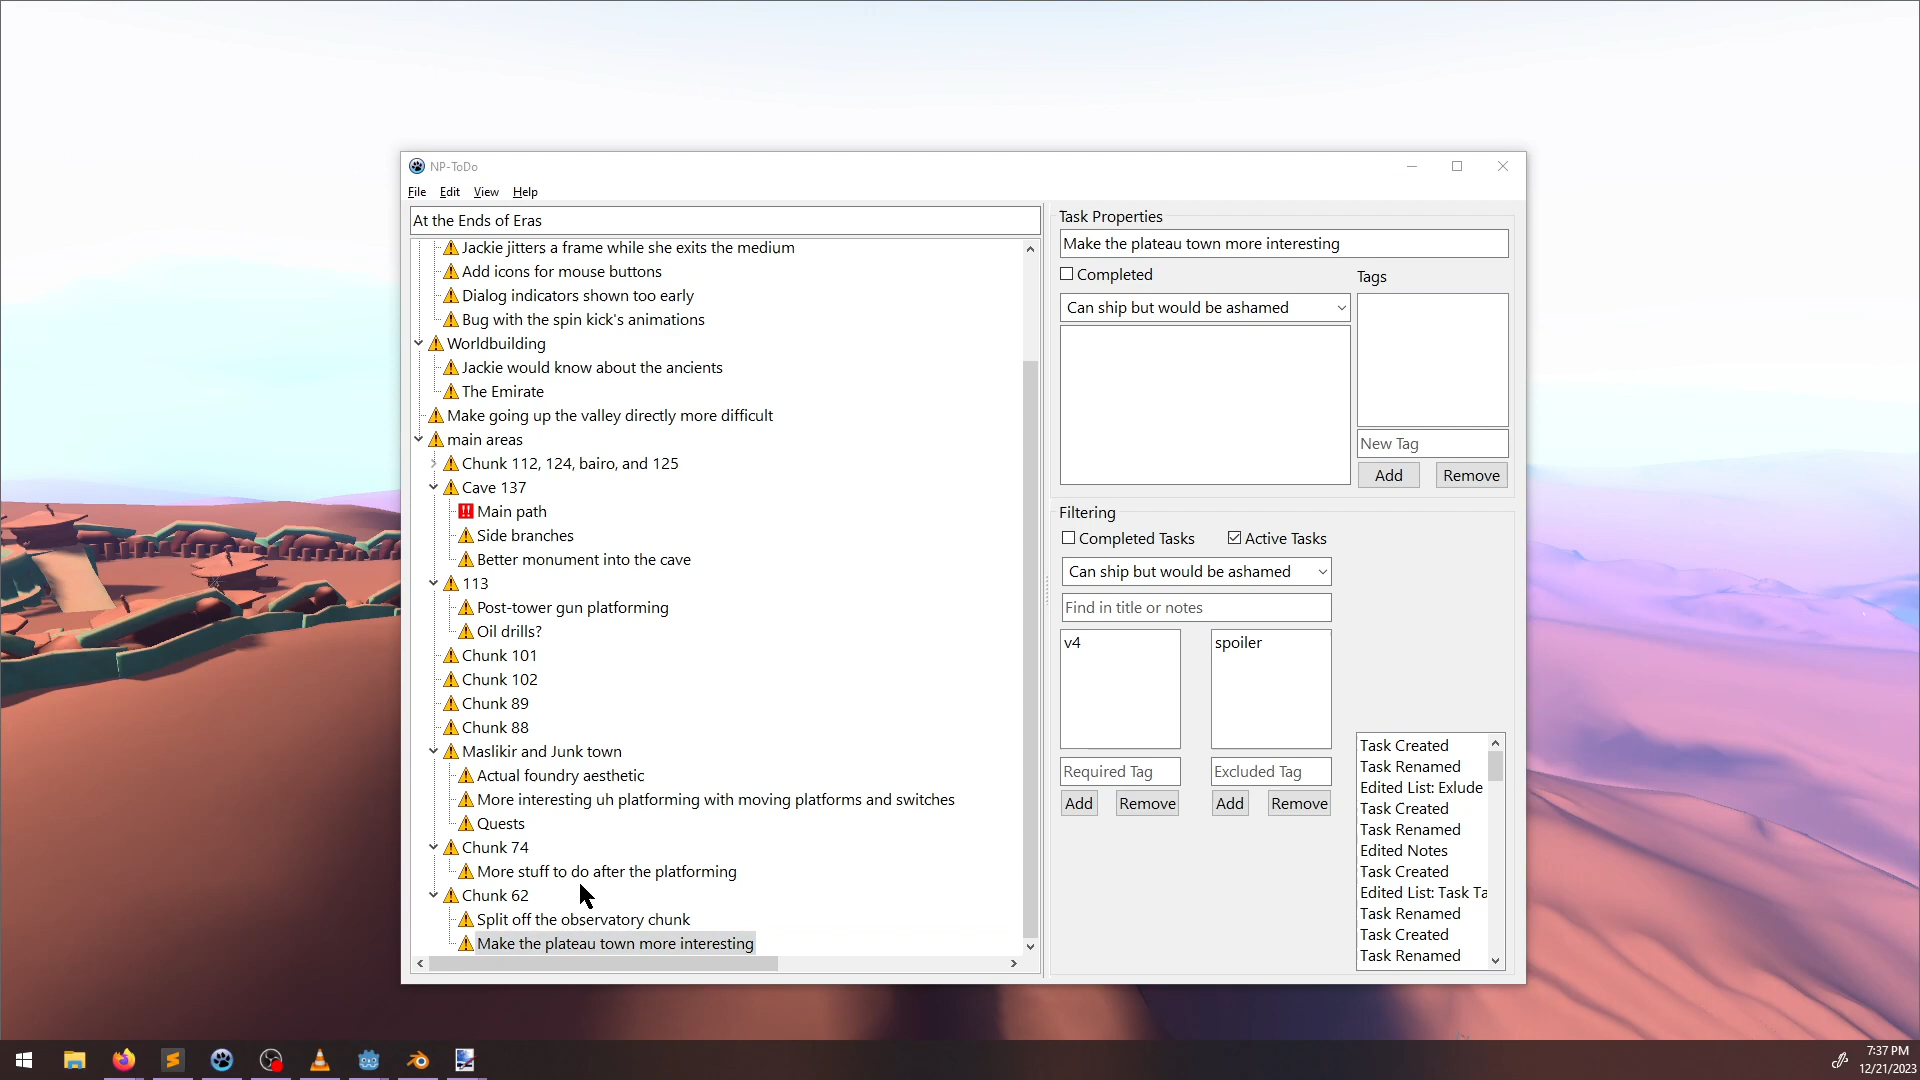 NP-ToDo
File Edit View Help
At the Ends of Eras
Jackie jitters a frame while she exits the medium
Add icons for mouse buttons
Dialog indicators shown too early
Bug with the spin kick's animations
Worldbuilding
Jackie would know about the ancients
The Emirate
Make going up the valley directly more difficult
main areas
Chunk 112, 124, bairo, and 125
Cave 137
!! Main path
Side branches
Better monument into the cave
113
Post-tower gun platforming
Oil drills?
Chunk 101
Chunk 102
Chunk 89
Chunk 88
Maslikir and Junk town
Actual foundry aesthetic
More interesting uh platforming with moving platforms and switches
Quests
Chunk 74
More stuff to do after the platforming
Chunk 62
Split off the observatory chunk
Make the plateau town more interesting
Task Properties
Make the plateau town more interesting
Completed
Tags
Can ship but would be ashamed
New Tag
Add Remove
Filtering
Completed Tasks Active Tasks
Can ship but would be ashamed
Find in title or notes
v4 spoiler
Required Tag Excluded Tag
Add Remove Add Remove
Task Created
Task Renamed
Edited List: Exlude
Task Created
Task Renamed
Edited Notes
Task Created
Edited List: Task Ta
Task Renamed
Task Created
Task Renamed
7:37 PM
12/21/2023